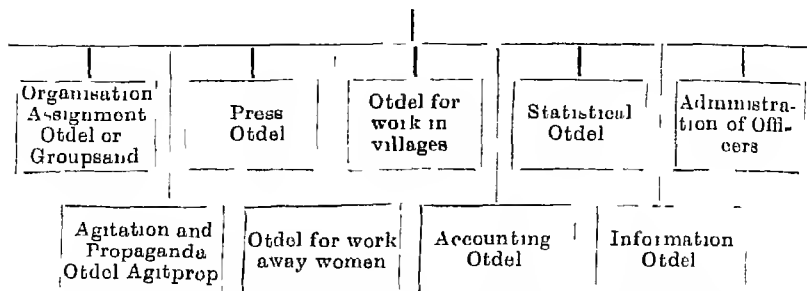 Organisation
Assignment
Otdel or
Groupsand
Press
Otdel
Otdel for
work in
villages
Statistical
Otdel
Administra-
tion of Offi-
cers
Agitation and
Propaganda
Otdel Agitprop
Otdel for work
away women
Accounting
Otdel
Information
Otdel